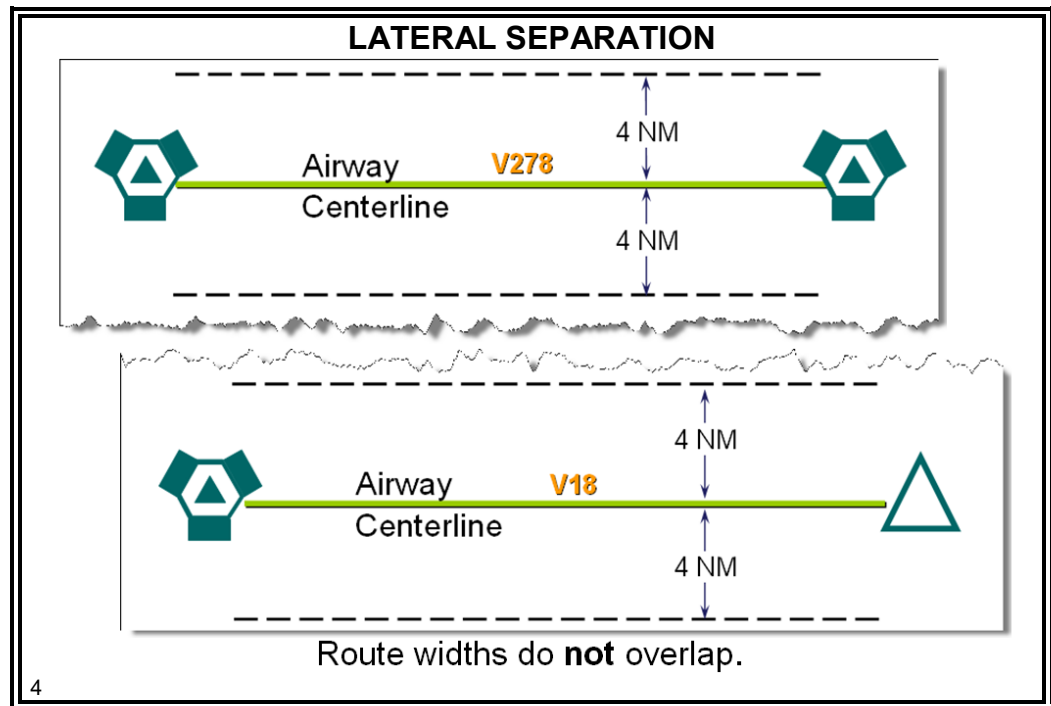 LATERAL SEPARATION
4 NM
Airway V278
Centerline
4 NM
4 NM
Airway V18
Centerline
4 NM
Route widths do not overlap.
4